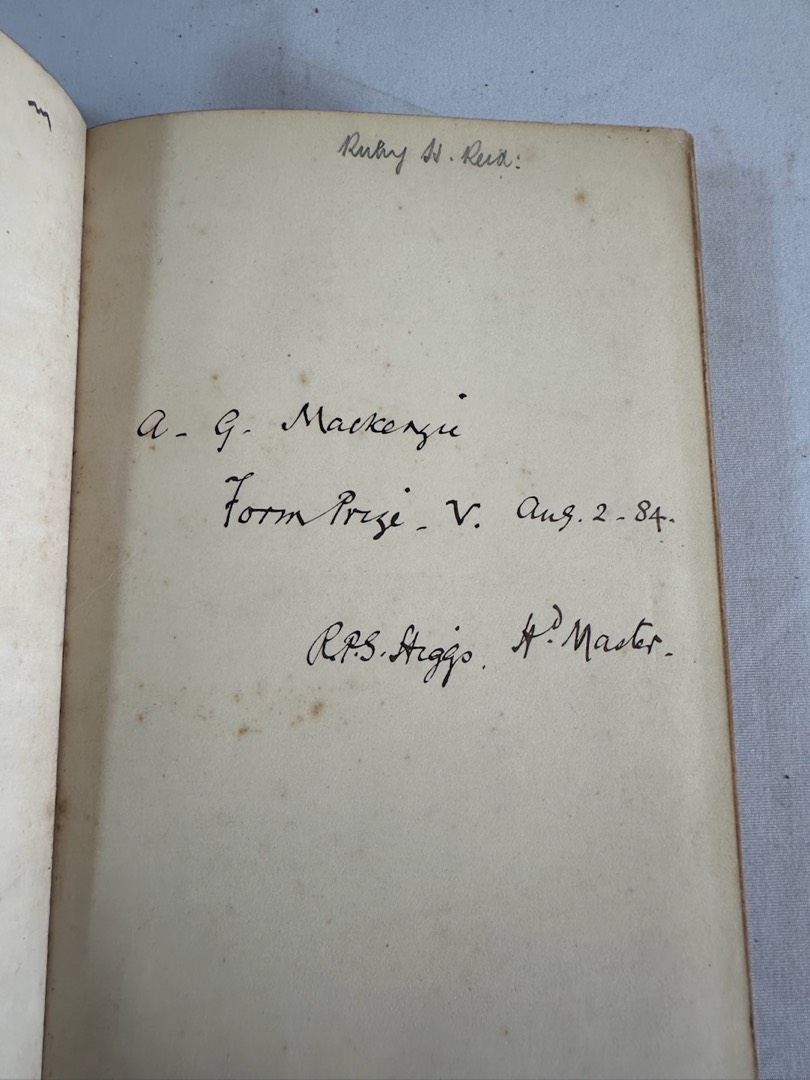 Ruby H. Reid:
A. G. Mackenzie
Form Prize - V. Aug. 2 - 84.
R.P.S. Higgs. Hd. Master.